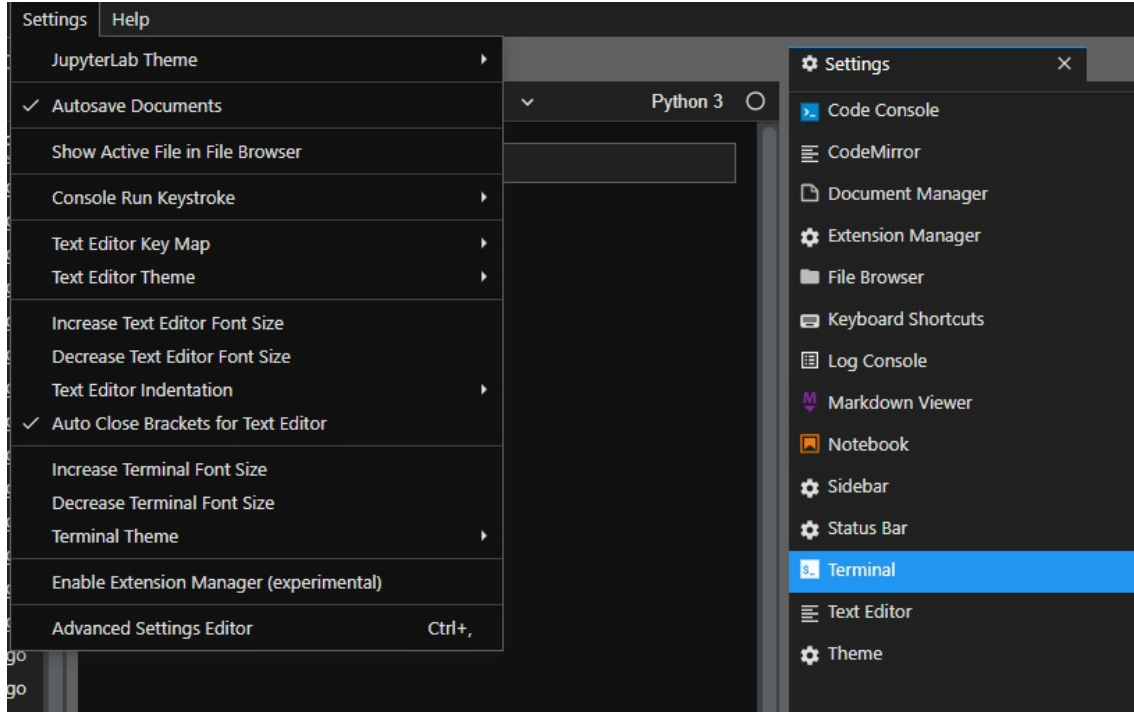 Settings Help
JupyterLab Theme
Autosave Documents
Show Active File in File Browser
Console Run Keystroke
Text Editor Key Map
Text Editor Theme
Increase Text Editor Font Size
Decrease Text Editor Font Size
Text Editor Indentation
Auto Close Brackets for Text Editor
Increase Terminal Font Size
Decrease Terminal Font Size
Terminal Theme
Enable Extension Manager (experimental)
Advanced Settings Editor Ctrl+,
go
go
Python 3
Settings
Code Console
CodeMirror
Document Manager
Extension Manager
File Browser
Keyboard Shortcuts
Log Console
Markdown Viewer
Notebook
Sidebar
Status Bar
Terminal
Text Editor
Theme